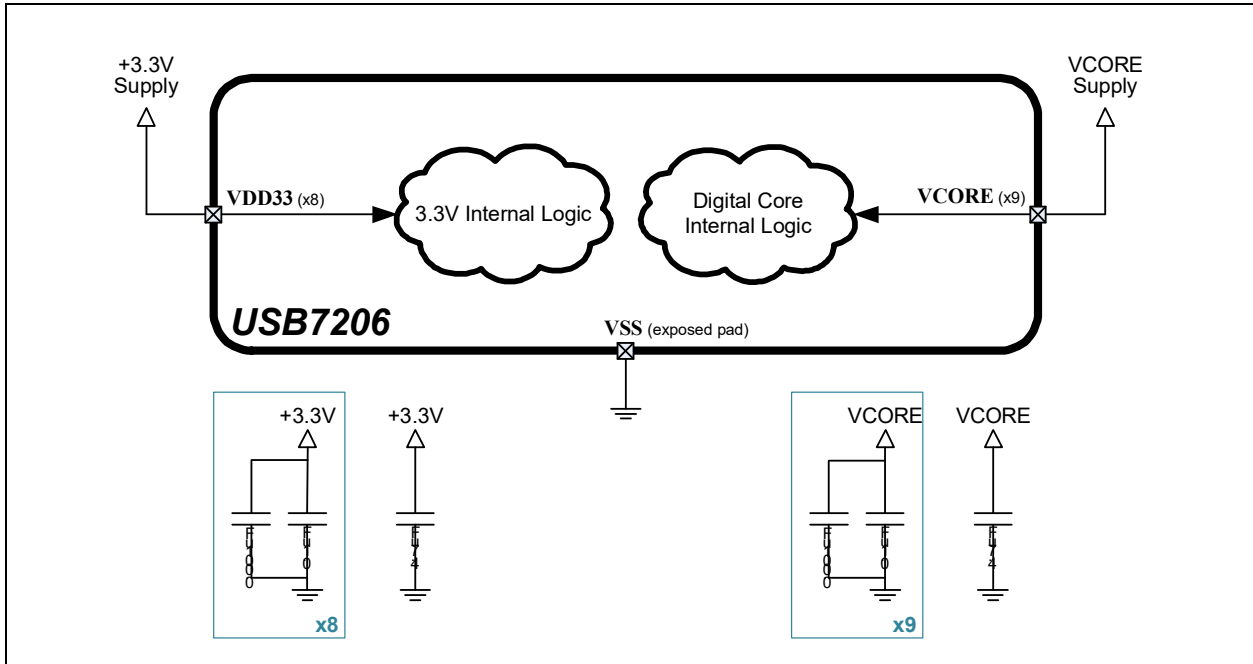 +3.3V
Supply
VCORE
Supply
VDD33 (x8)
3.3V Internal Logic
Digital Core
Internal Logic
VCORE (x9)
USB7206
VSS (exposed pad)
+3.3V
+3.3V
VCORE
VCORE
x8
x9